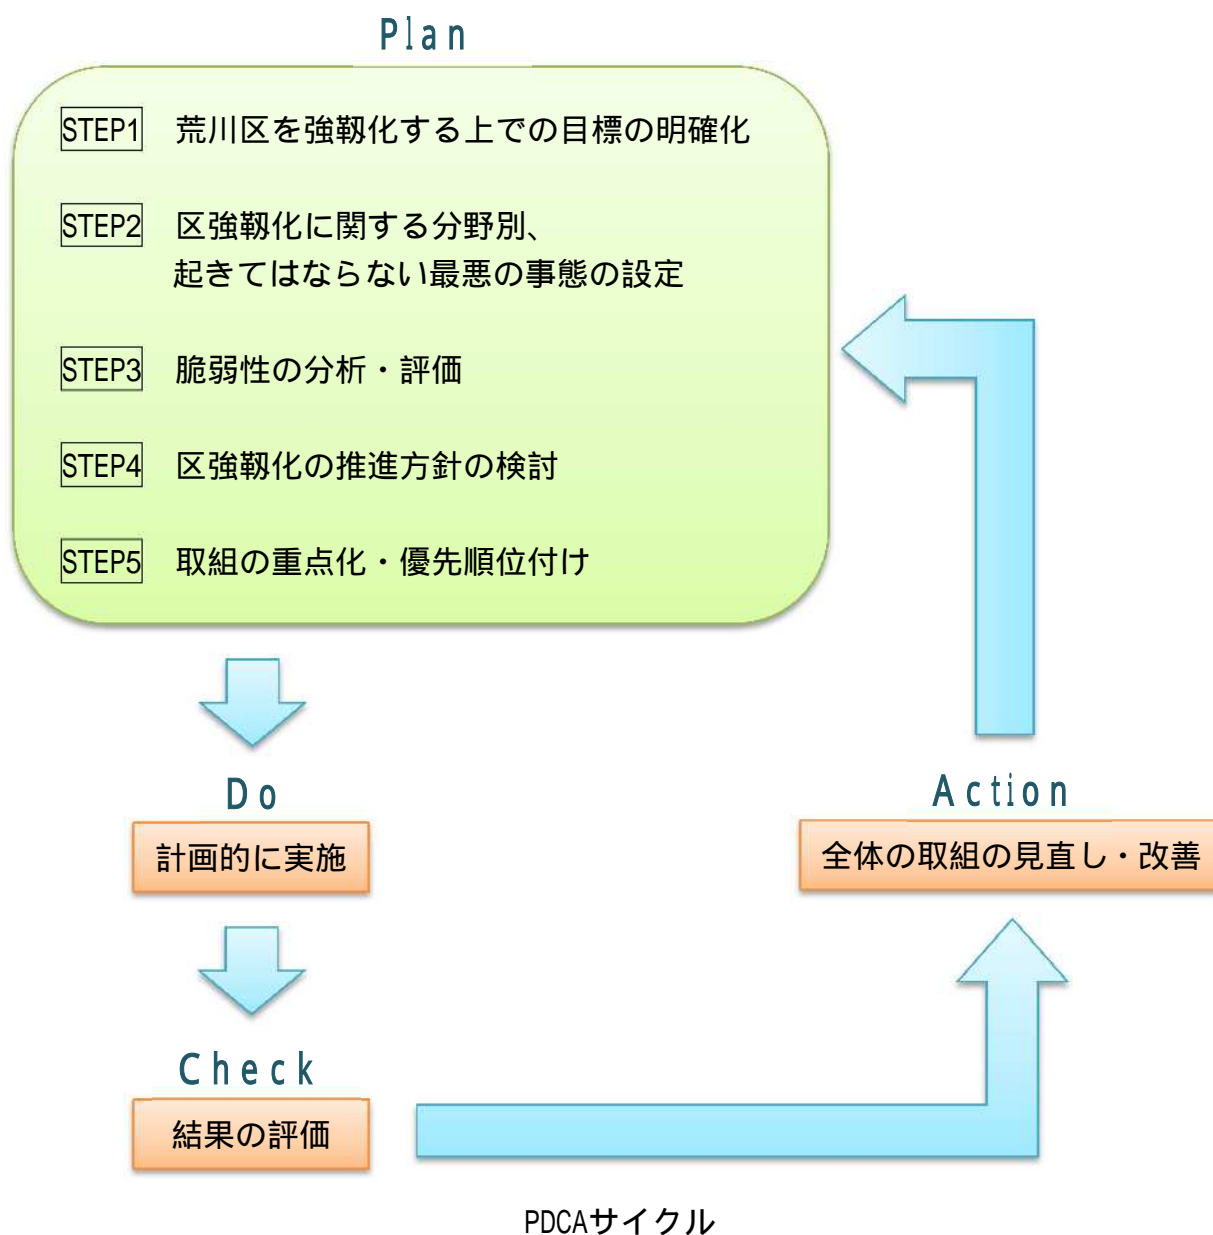 Plan
STEP1 荒川区を強靱化する上での目標の明確化
STEP2 区強靱化に関する分野別、
起きてはならない最悪の事態の設定
STEP3 脆弱性の分析・評価
STEP4 区強靱化の推進方針の検討
STEP5 取組の重点化・優先順位付け
Do
計画的に実施
Action
全体の取組の見直し・改善
Check
結果の評価
PDCAサイクル